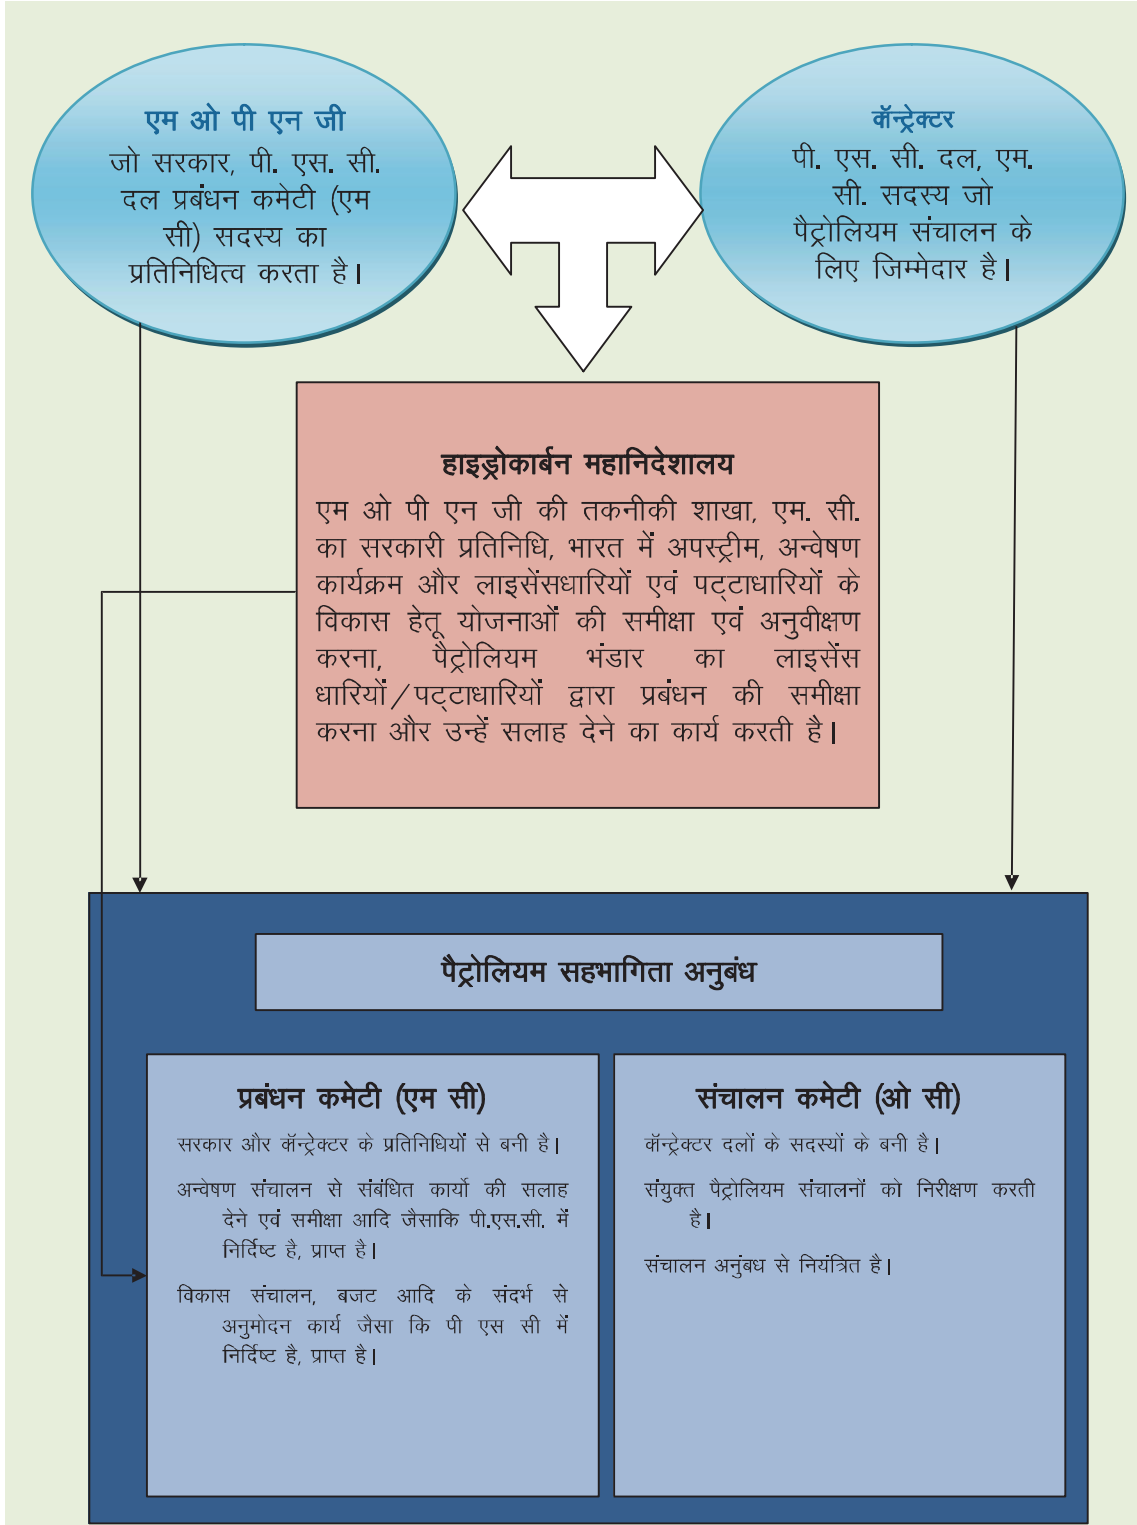 एम ओ पी एन जी
जो सरकार, पी. एस. सी.
दल प्रबंधन कमेटी (एम
सी) सदस्य का
प्रतिनिधित्व करता है।
कॅन्ट्रेक्टर
पी. एस. सी. दल, एम.
सी. सदस्य जो
पैट्रोलियम संचालन के
लिए जिम्मेदार है।
हाइड्रोकार्बन महानिदेशालय
एम ओ पी एन जी की तकनीकी शाखा, एम. सी.
का सरकारी प्रतिनिधि, भारत में अपस्ट्रीम, अन्वेषण
कार्यक्रम और लाइसेंसधारियों एवं पट्टाधारियों के
विकास हेतू योजनाओं की समीक्षा एवं अनुवीक्षण
करना, पैट्रोलियम भंडार का लाइसेंस
धारियों/पट्टाधारियों द्वारा प्रबंधन की समीक्षा
करना और उन्हें सलाह देने का कार्य करती है।
पैट्रोलियम सहभागिता अनुबंध
प्रबंधन कमेटी (एम सी)
सरकार और कॅन्ट्रेक्टर के प्रतिनिधियों से बनी है।
अन्वेषण संचालन से संबंधित कार्यो की सलाह
देने एवं समीक्षा आदि जैसाकि पी.एस.सी. में
निर्दिष्ट है, प्राप्त है।
विकास संचालन, बजट आदि के संदर्भ से
अनुमोदन कार्य जैसा कि पी एस सी में
निर्दिष्ट है, प्राप्त है।
संचालन कमेटी (ओ सी)
कॅन्ट्रेक्टर दलों के सदस्यों के बनी है।
संयुक्त पैट्रोलियम संचालनों को निरीक्षण करती
है।
संचालन अनुंबध से नियंत्रित है।